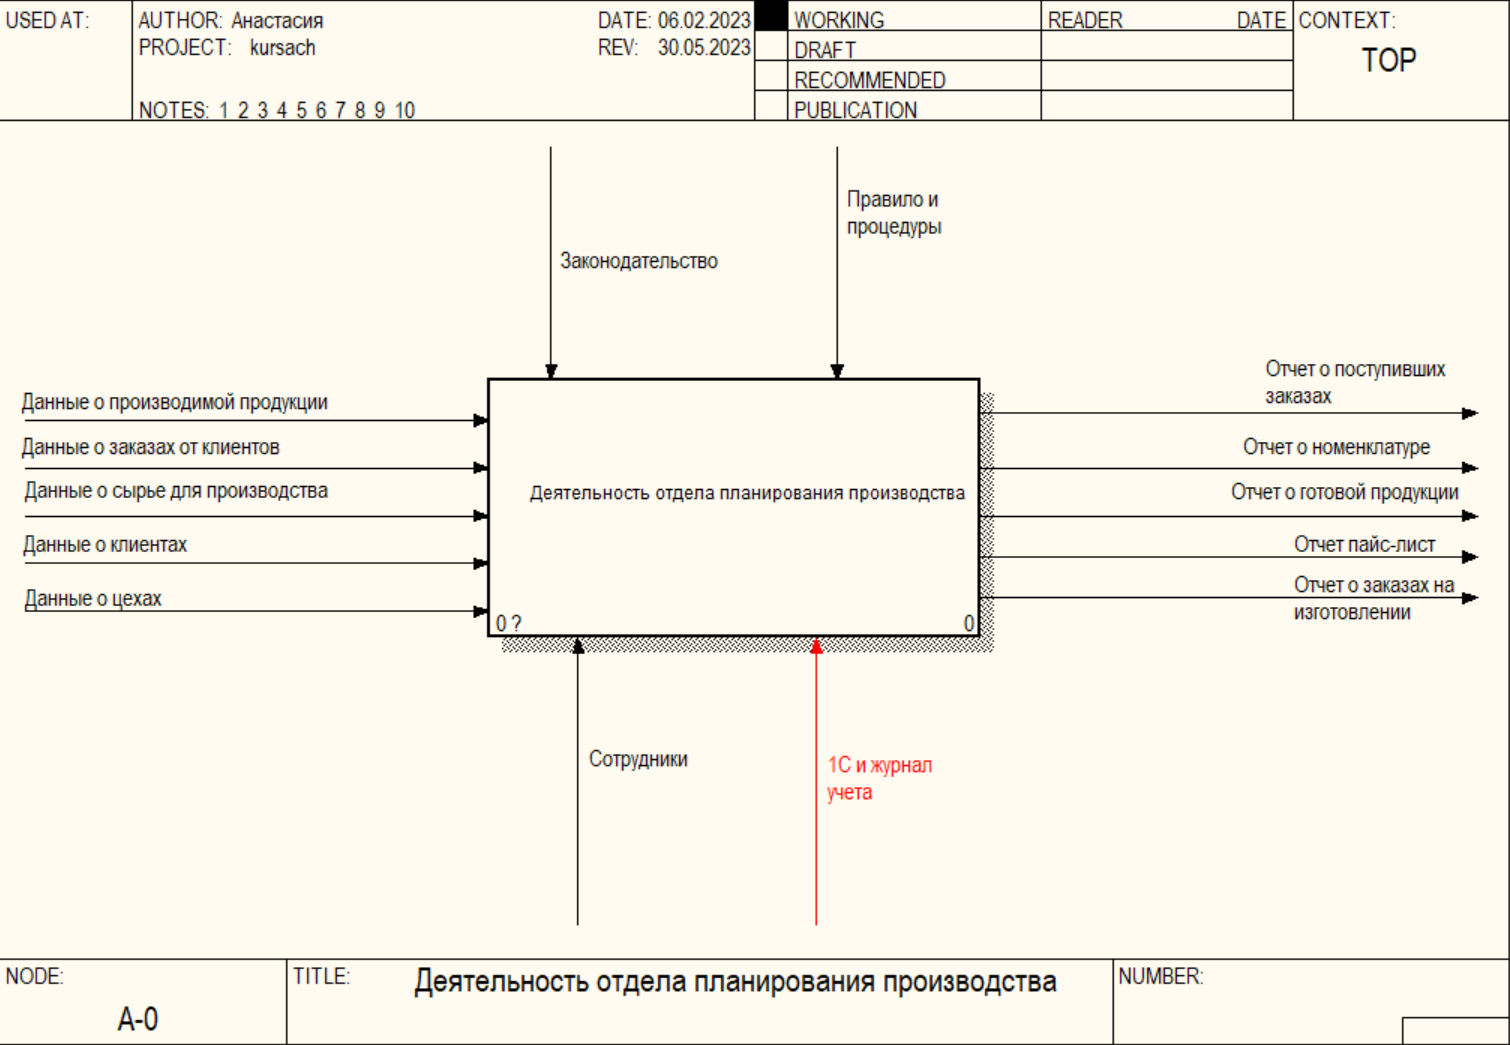 USED AT:
AUTHOR: Анастасия
DATE: 06.02.2023
PROJECT: kursach
REV: 30.05.2023
NOTES: 1 2 3 4 5 6 7 8 9 10
WORKING
DRAFT
RECOMMENDED
PUBLICATION
READER
DATE
CONTEXT:
TOP
Законодательство
Правило и
процедуры
Данные о производимой продукции
Данные о заказах от клиентов
Данные о сырье для производства
Данные о клиентах
Данные о цехах
Деятельность отдела планирования производства
0 ?
0
Отчет о поступивших
заказах
Отчет о номенклатуре
Отчет о готовой продукции
Отчет пайс-лист
Отчет о заказах на
изготовлении
Сотрудники
1С и журнал
учета
NODE:
A-0
TITLE:
Деятельность отдела планирования производства
NUMBER: